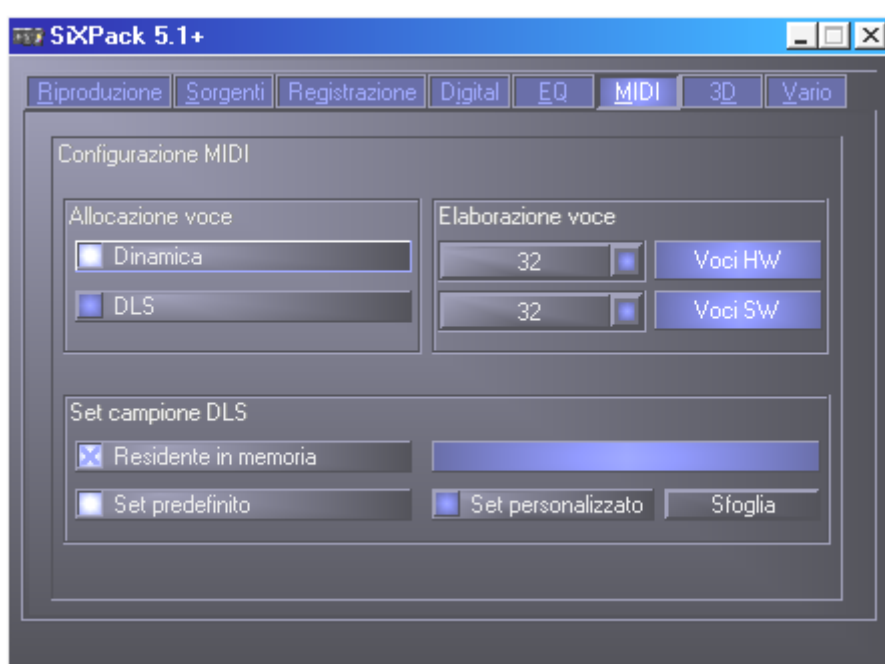 SiXPack 5.1+
Riproduzione Sorgenti Registrazione Digital EQ MIDI 3D Vario
Configurazione MIDI
Allocazione voce
Dinamica
DLS
Elaborazione voce
32 Voci HW
32 Voci SW
Set campione DLS
Residente in memoria
Set predefinito Set personalizzato Sfoglia